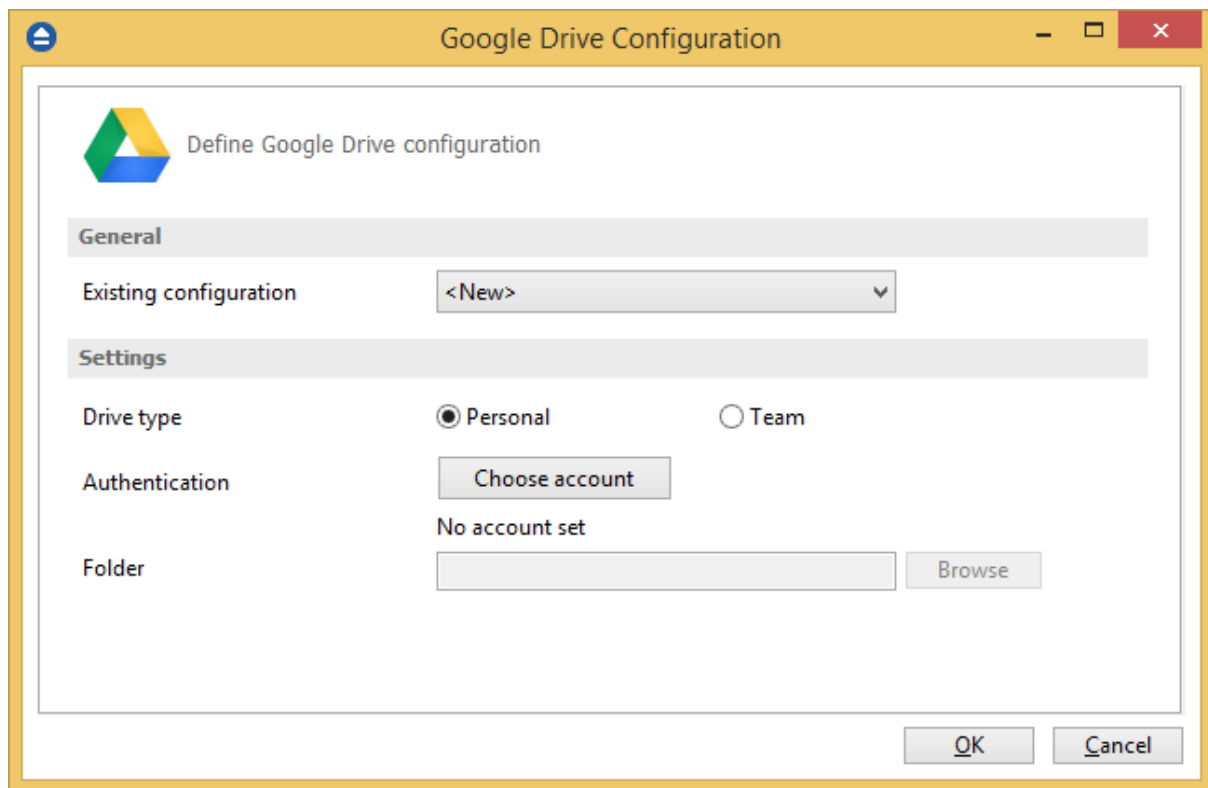 Google Drive Configuration
Define Google Drive configuration
General
Existing configuration <New>
Settings
Drive type Personal Team
Authentication Choose account
No account set
Folder Browse
OK Cancel